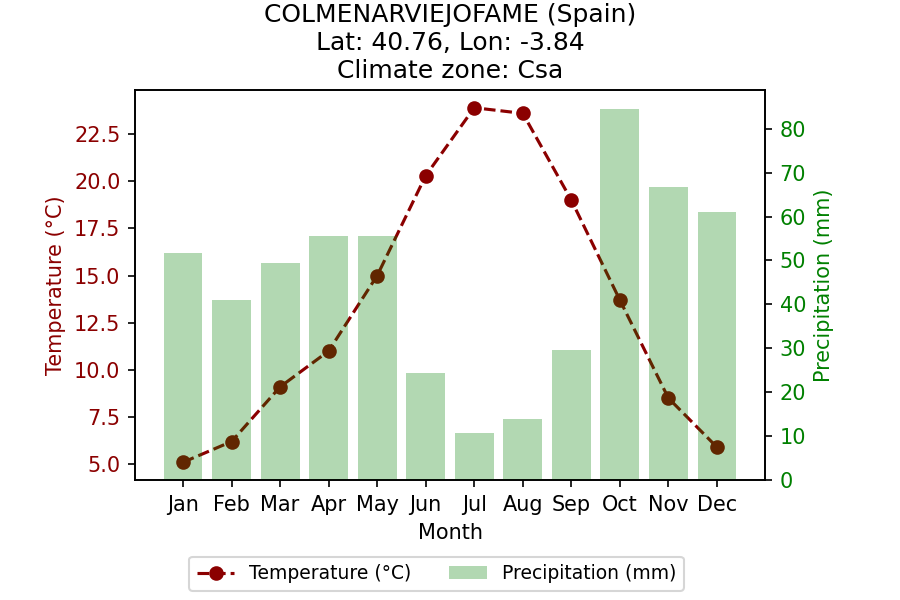 COLMENARVIEJOFAME (Spain)
Lat: 40.76, Lon: -3.84
Climate zone: Csa
Temperature (°C)
22.5
20.0
17.5
15.0
12.5
10.0
7.5
5.0
80
70
60
50
40
30
20
10
0
Precipitation (mm)
Jan Feb Mar Apr May Jun Jul Aug Sep Oct Nov Dec
Month
Temperature (°C) Precipitation (mm)